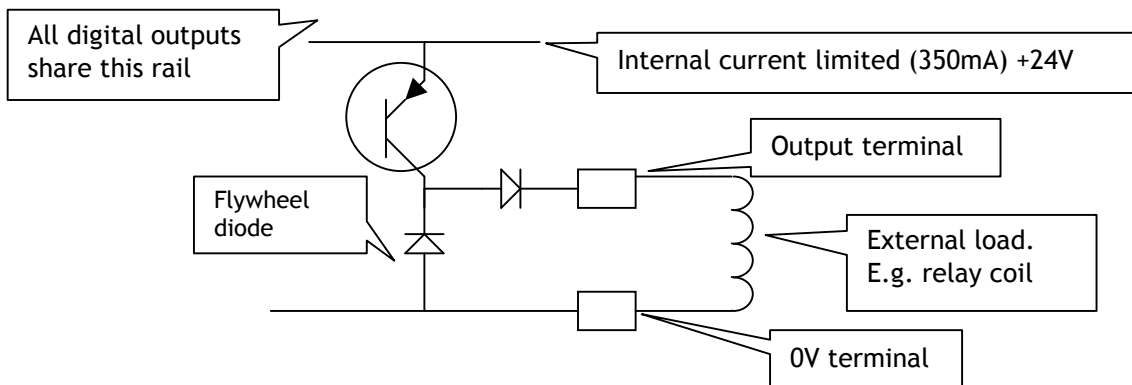 All digital outputs
share this rail
Internal current limited (350mA) +24V
Output terminal
Flywheel
diode
External load.
E.g. relay coil
0V terminal